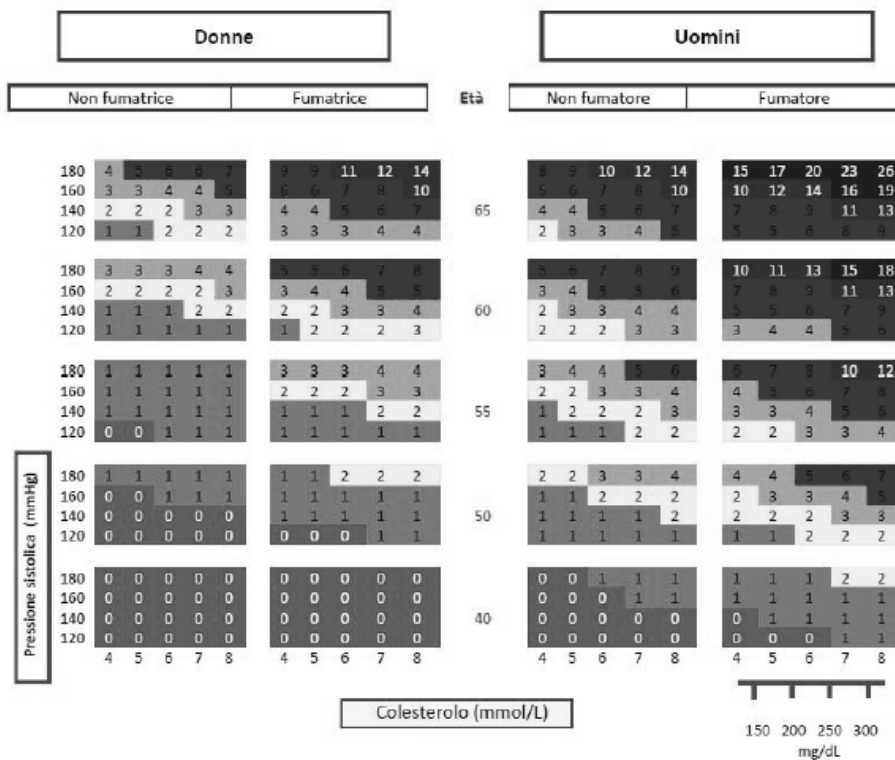 Donne Uomini
Non fumatrice Fumatrice Età Non fumatore Fumatore
180 4 5 6 6 7 9 9 11 12 14 8 9 10 12 14 15 17 20 23 26
160 3 3 4 4 5 6 6 7 8 10 5 6 7 8 10 10 12 14 16 19
140 2 2 2 3 3 4 4 5 6 7 65 4 4 5 6 7 7 8 9 11 13
120 1 1 2 2 2 3 3 3 4 4 2 3 3 4 5 5 5 6 8 9
180 3 3 3 4 4 5 5 6 7 8 5 6 7 8 9 10 11 13 15 18
160 2 2 2 2 3 3 4 4 5 5 60 3 4 5 5 6 7 8 9 11 13
140 1 1 1 2 2 2 2 3 3 4 2 3 3 4 4 5 5 6 7 9
120 1 1 1 1 1 1 2 2 2 3 2 2 2 3 3 3 4 4 5 6
180 1 1 1 1 1 3 3 3 4 4 3 4 4 5 6 6 7 8 10 12
160 1 1 1 1 1 2 2 2 3 3 55 2 2 3 3 4 4 5 6 7 8
140 1 1 1 1 1 1 1 1 2 2 1 2 2 2 3 3 3 4 5 6
120 0 0 1 1 1 1 1 1 1 1 1 1 1 2 2 2 2 3 3 4
180 1 1 1 1 1 1 1 2 2 2 2 2 3 3 4 4 4 5 6 7
160 0 0 1 1 1 1 1 1 1 1 50 1 1 2 2 2 2 3 3 4 5
140 0 0 0 0 0 1 1 1 1 1 1 1 1 1 2 2 2 2 3 3
120 0 0 0 0 0 0 0 0 1 1 1 1 1 1 1 1 1 2 2 2
180 0 0 0 0 0 0 0 0 0 0 0 0 1 1 1 1 1 1 2 2
160 0 0 0 0 0 0 0 0 0 0 40 0 0 0 1 1 1 1 1 1 1
140 0 0 0 0 0 0 0 0 0 0 0 0 0 0 0 0 1 1 1 1
120 0 0 0 0 0 0 0 0 0 0 0 0 0 0 0 0 0 0 1 1
4 5 6 7 8 4 5 6 7 8 4 5 6 7 8 4 5 6 7 8
Pressione sistolica (mmHg)
Colesterolo (mmol/L)
150 200 250 300
mg/dL